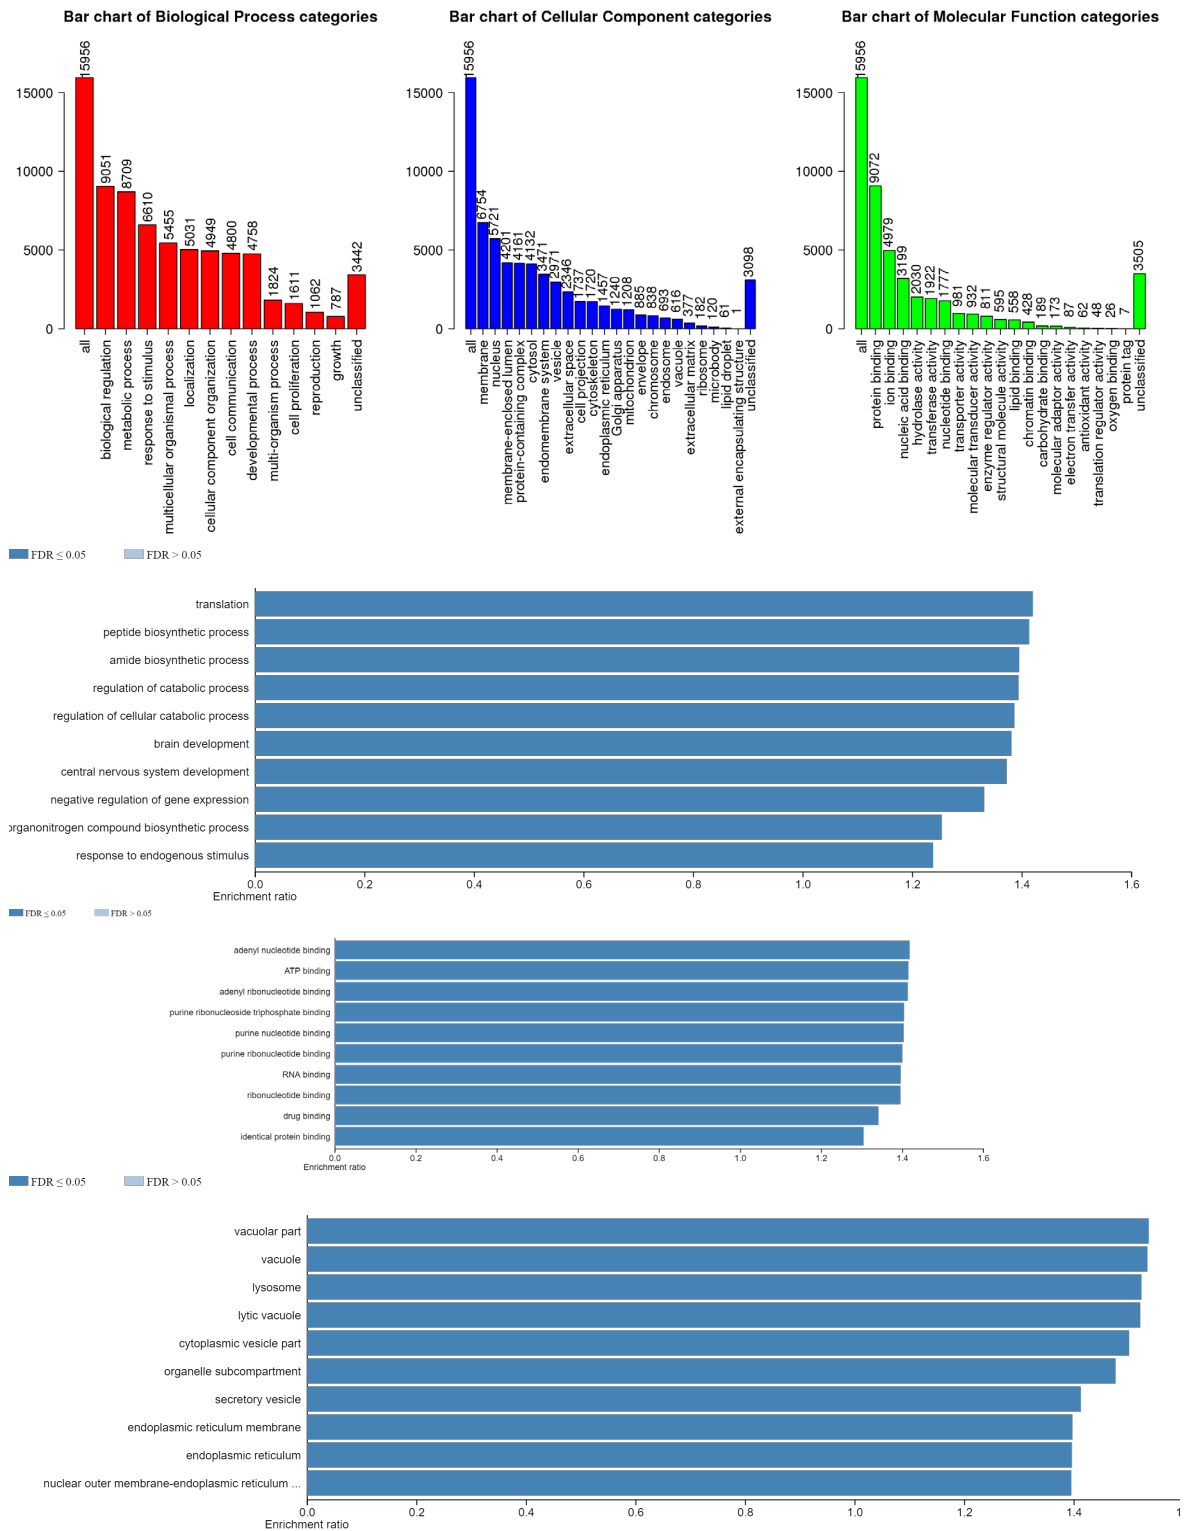 Bar chart of Biological Process categories
15000
10000
5000
0
15956
9051
8709
6610
5455
5031
4949
4800
4758
1824
1611
1062
787
3442
all
biological regulation
metabolic process
response to stimulus
multicellular organismal process
localization
cellular component organization
cell communication
developmental process
multi-organism process
cell proliferation
reproduction
growth
unclassified
Bar chart of Cellular Component categories
15000
10000
5000
0
15956
6754
5721
4201
4161
4132
3471
2971
2346
1737
1720
1457
1240
1208
885
838
693
616
377
182
120
61
1
3098
all
membrane
nucleus
membrane-enclosed lumen
protein-containing complex
cytosol
endomembrane system
vesicle
extracellular space
cell projection
cytoskeleton
endoplasmic reticulum
Golgi apparatus
mitochondrion
envelope
chromosome
endosome
vacuole
extracellular matrix
ribosome
microbody
lipid droplet
external encapsulating structure
unclassified
Bar chart of Molecular Function categories
15000
10000
5000
0
15956
9072
4979
3199
2030
1922
1777
981
932
811
595
558
428
189
173
87
62
48
26
7
3505
all
protein binding
ion binding
nucleic acid binding
hydrolase activity
transferase activity
nucleotide binding
transporter activity
molecular transducer activity
enzyme regulator activity
structural molecule activity
lipid binding
chromatin binding
carbohydrate binding
molecular adaptor activity
electron transfer activity
antioxidant activity
translation regulator activity
oxygen binding
protein tag
unclassified
FDR ≤ 0.05 FDR > 0.05
translation
peptide biosynthetic process
amide biosynthetic process
regulation of catabolic process
regulation of cellular catabolic process
brain development
central nervous system development
negative regulation of gene expression
organonitrogen compound biosynthetic process
response to endogenous stimulus
0.0 0.2 0.4 0.6 0.8 1.0 1.2 1.4 1.6
Enrichment ratio
FDR ≤ 0.05 FDR > 0.05
adenyl nucleotide binding
ATP binding
adenyl ribonucleotide binding
purine ribonucleoside triphosphate binding
purine nucleotide binding
purine ribonucleotide binding
RNA binding
ribonucleotide binding
drug binding
identical protein binding
0.0 0.2 0.4 0.6 0.8 1.0 1.2 1.4 1.6
Enrichment ratio
FDR ≤ 0.05 FDR > 0.05
vacuolar part
vacuole
lysosome
lytic vacuole
cytoplasmic vesicle part
organelle subcompartment
secretory vesicle
endoplasmic reticulum membrane
endoplasmic reticulum
nuclear outer membrane-endoplasmic reticulum ...
0.0 0.2 0.4 0.6 0.8 1.0 1.2 1.4
Enrichment ratio